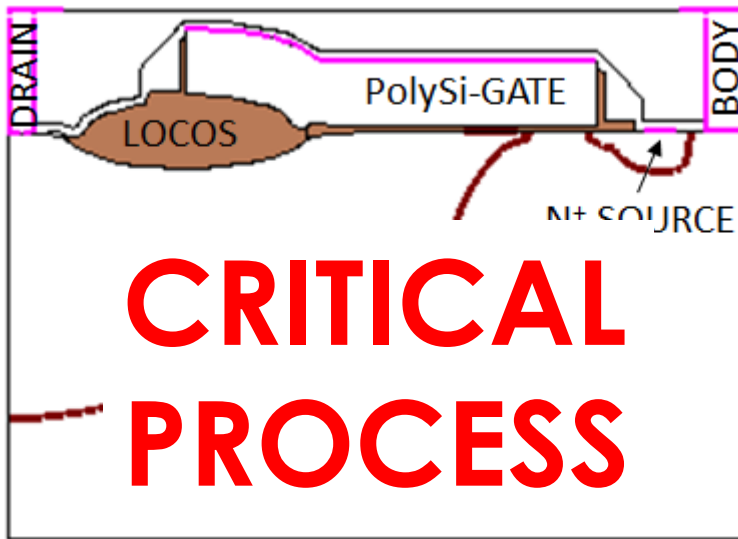 DRAIN
BODY
PolySi-GATE
LOCOS
N+ SOURCE
CRITICAL
PROCESS